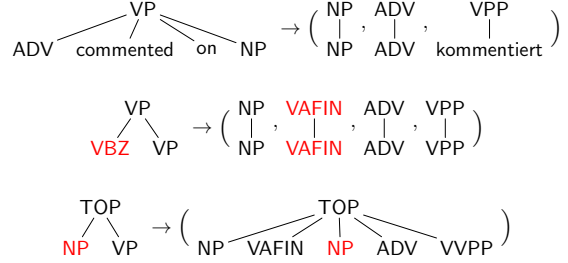 VP → ( NP , ADV , VPP )
ADV commented on NP NP ADV kommentiert
VP → ( NP , VAFIN , ADV , VPP )
VBZ VP NP VAFIN ADV VPP
TOP → ( TOP )
NP VP NP VAFIN NP ADV VVPP